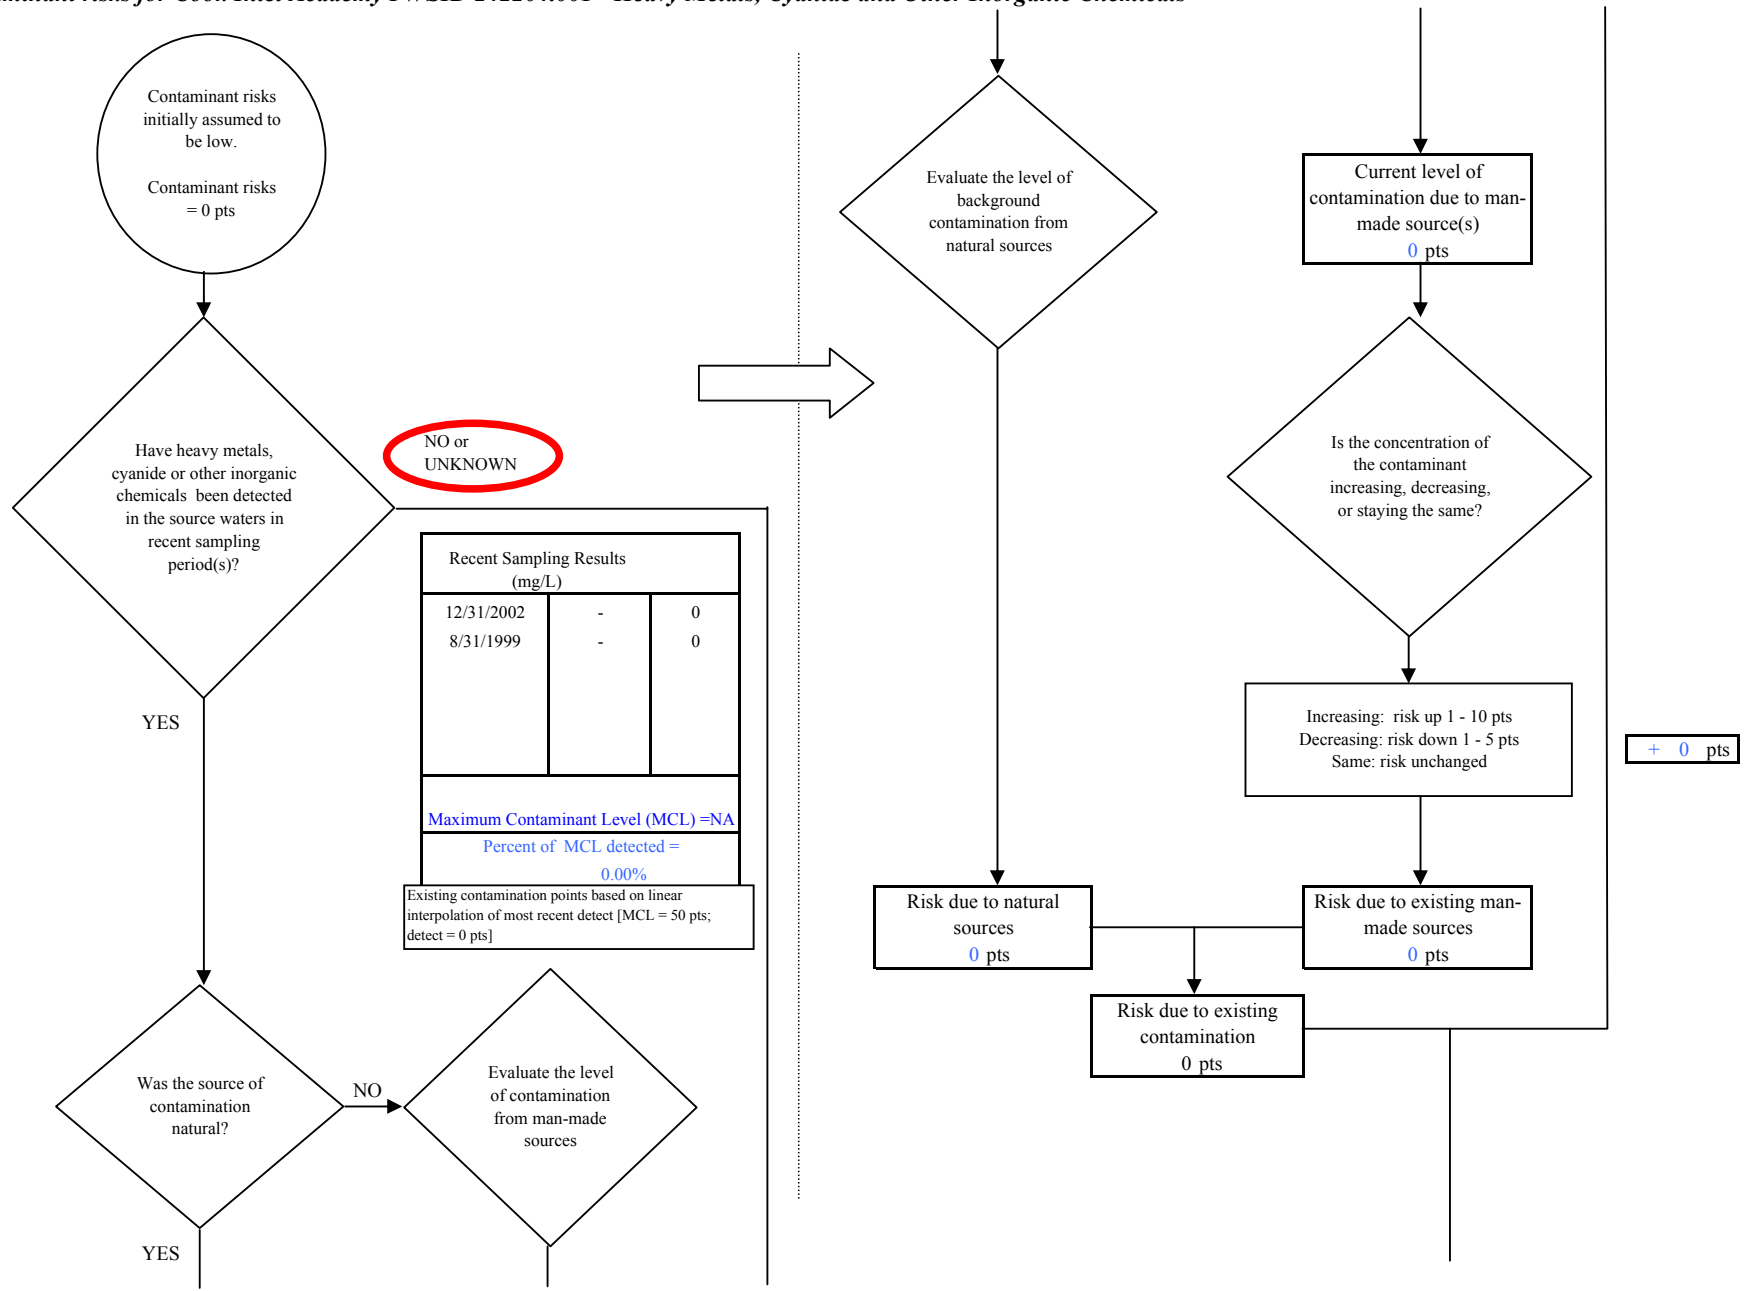 Contaminant risks
initially assumed to
be low.
Contaminant risks
= 0 pts
Have heavy metals,
cyanide or other inorganic
chemicals been detected
in the source waters in
recent sampling
period(s)?
NO or
UNKNOWN
Recent Sampling Results
(mg/L)
12/31/2002 - 0
8/31/1999 - 0
Maximum Contaminant Level (MCL) =NA
Percent of MCL detected =
0.00%
Existing contamination points based on linear
interpolation of most recent detect [MCL = 50 pts;
detect = 0 pts]
YES
Was the source of
contamination
natural?
NO
Evaluate the level
of contamination
from man-made
sources
YES
Evaluate the level of
background
contamination from
natural sources
Current level of
contamination due to man-
made source(s)
0 pts
Is the concentration of
the contaminant
increasing, decreasing,
or staying the same?
Increasing: risk up 1 - 10 pts
Decreasing: risk down 1 - 5 pts
Same: risk unchanged
+ 0 pts
Risk due to natural
sources
0 pts
Risk due to existing man-
made sources
0 pts
Risk due to existing
contamination
0 pts